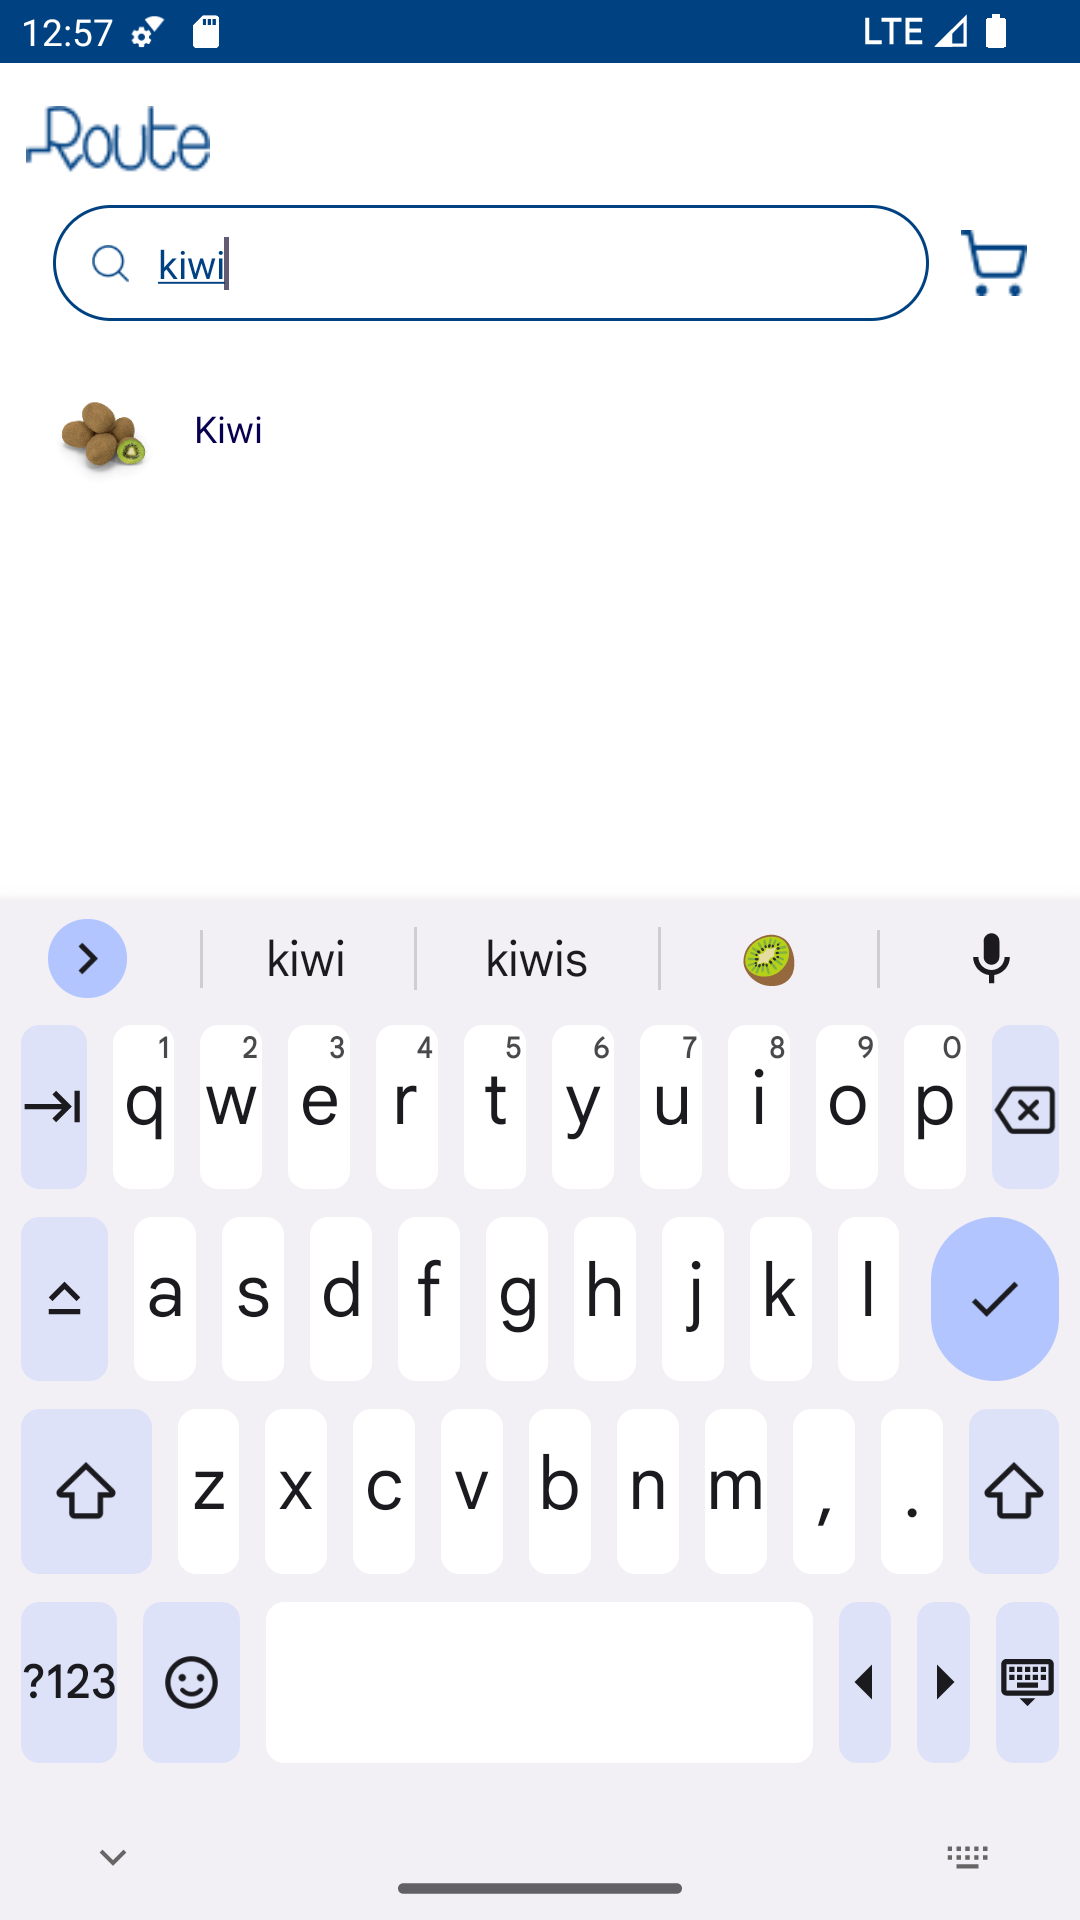 12:57 LTE
Route
kiwi
Kiwi
kiwi kiwis
1 2 3 4 5 6 7 8 9 0
q w e r t y u i o p
a s d f g h j k l
z x c v b n m , .
?123